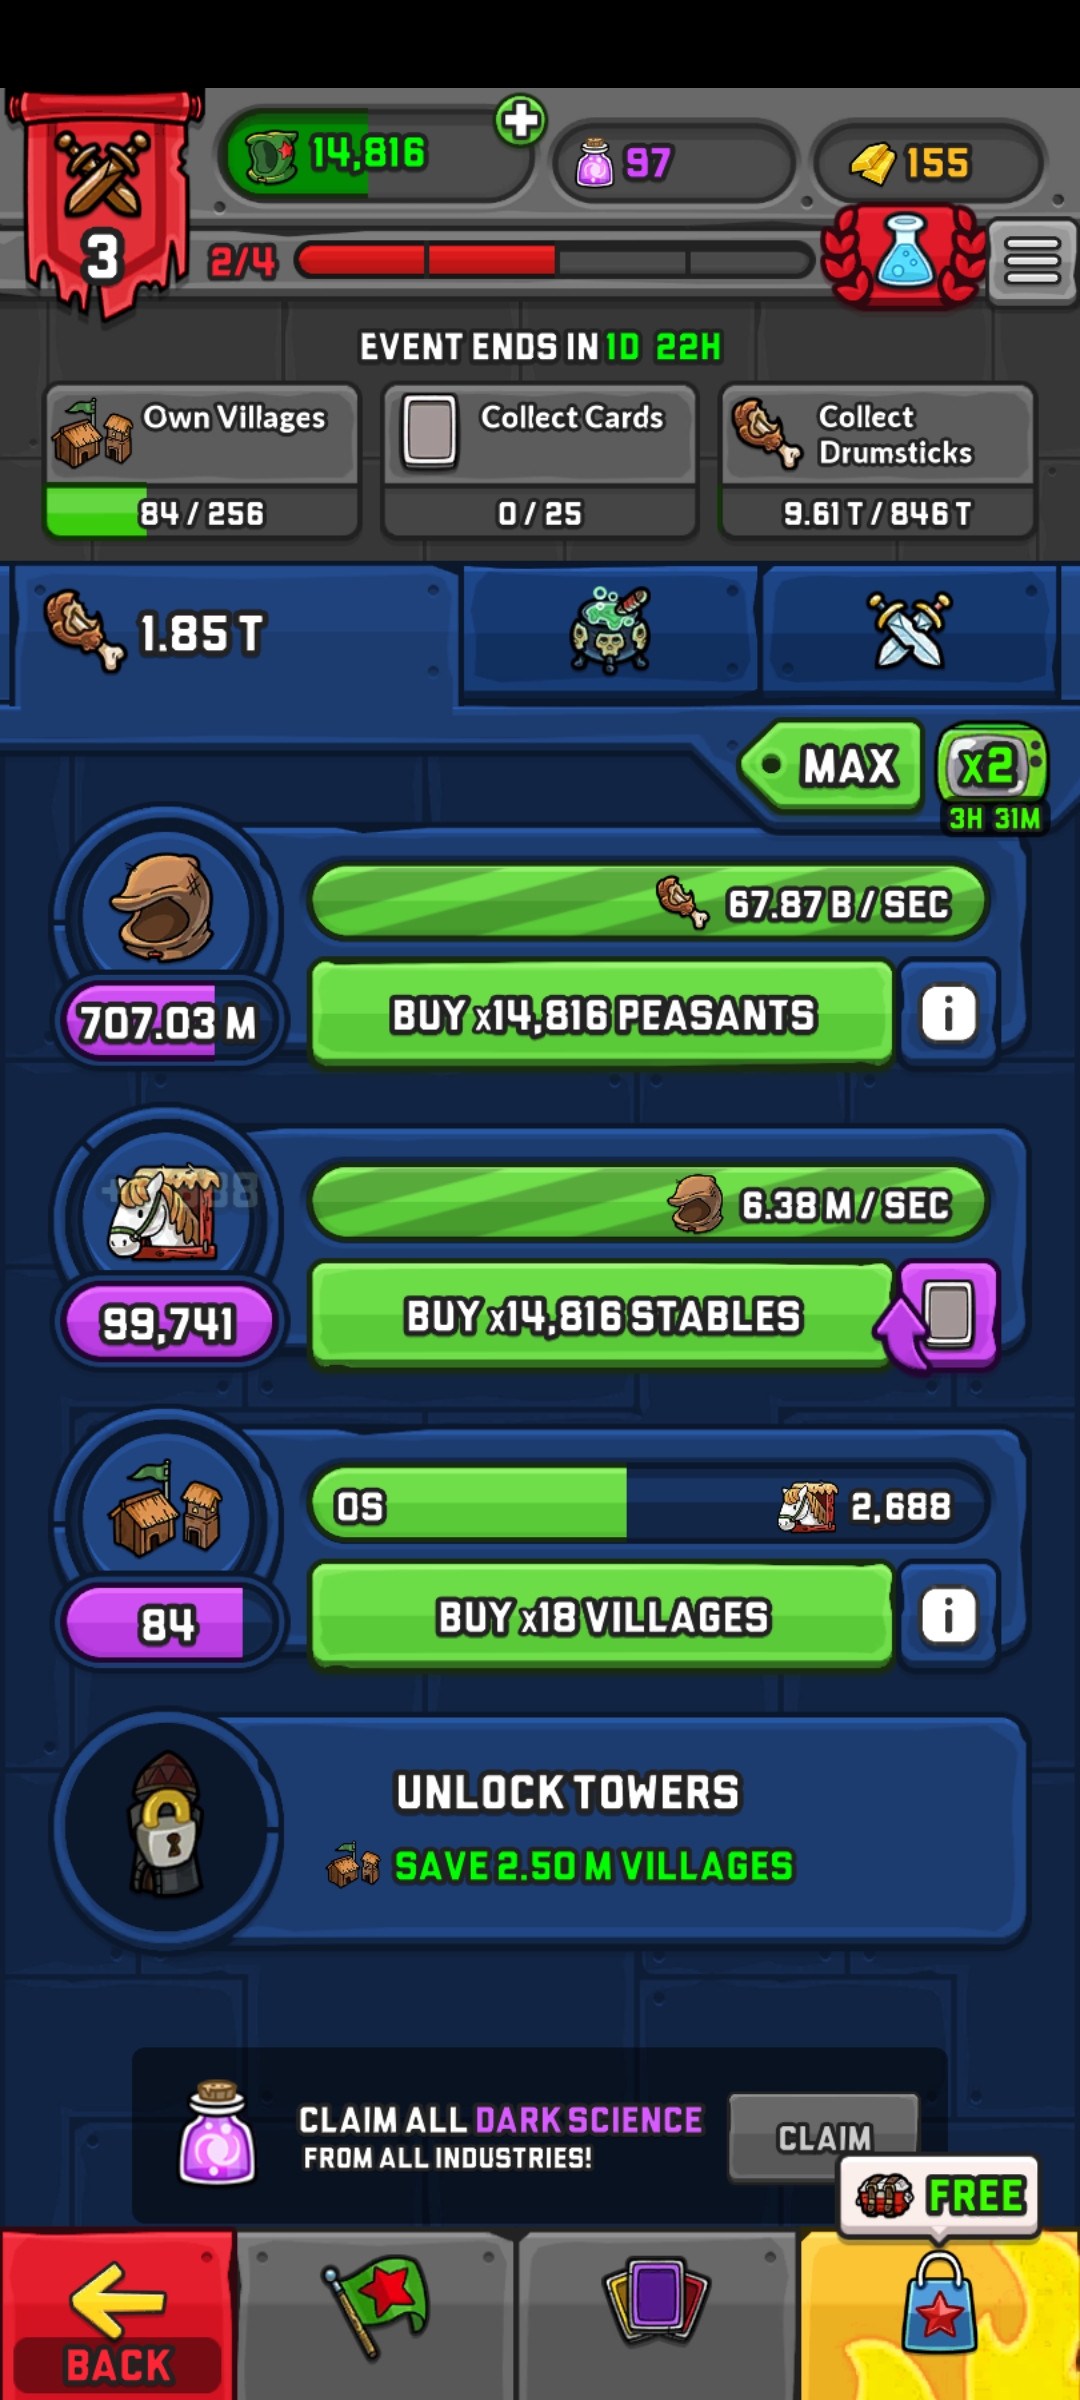 14,816
97
155
3
2/4
EVENT ENDS IN 1D 22H
Own Villages
84 / 256
Collect Cards
0 / 25
Collect
Drumsticks
9.61 T / 846 T
1.85 T
MAX
x2
3H 31M
67.87 B / SEC
707.03 M
BUY x14,816 PEASANTS
i
6.38 M / SEC
99,741
BUY x14,816 STABLES
0S
2,688
84
BUY x18 VILLAGES
i
UNLOCK TOWERS
SAVE 2.50 M VILLAGES
CLAIM ALL DARK SCIENCE
FROM ALL INDUSTRIES!
CLAIM
FREE
BACK